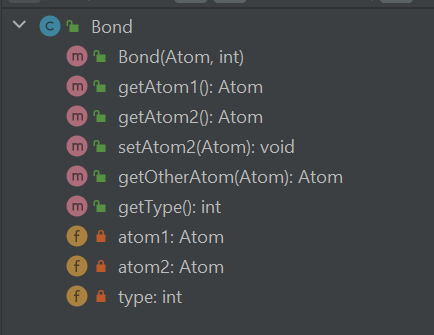 Bond
Bond(Atom, int)
getAtom1(): Atom
getAtom2(): Atom
setAtom2(Atom): void
getOtherAtom(Atom): Atom
getType(): int
atom1: Atom
atom2: Atom
type: int